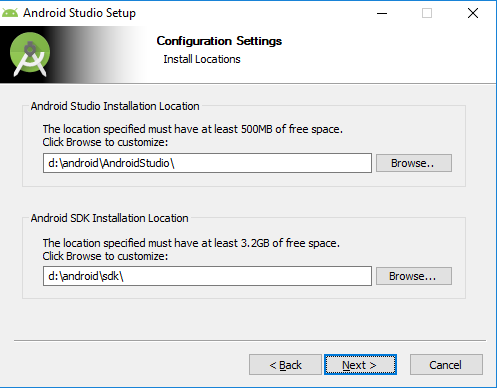 Android Studio Setup
Configuration Settings
Install Locations
Android Studio Installation Location
The location specified must have at least 500MB of free space.
Click Browse to customize:
d:\android\AndroidStudio\
Browse..
Android SDK Installation Location
The location specified must have at least 3.2GB of free space.
Click Browse to customize:
d:\android\sdk\
Browse...
< Back
Next >
Cancel